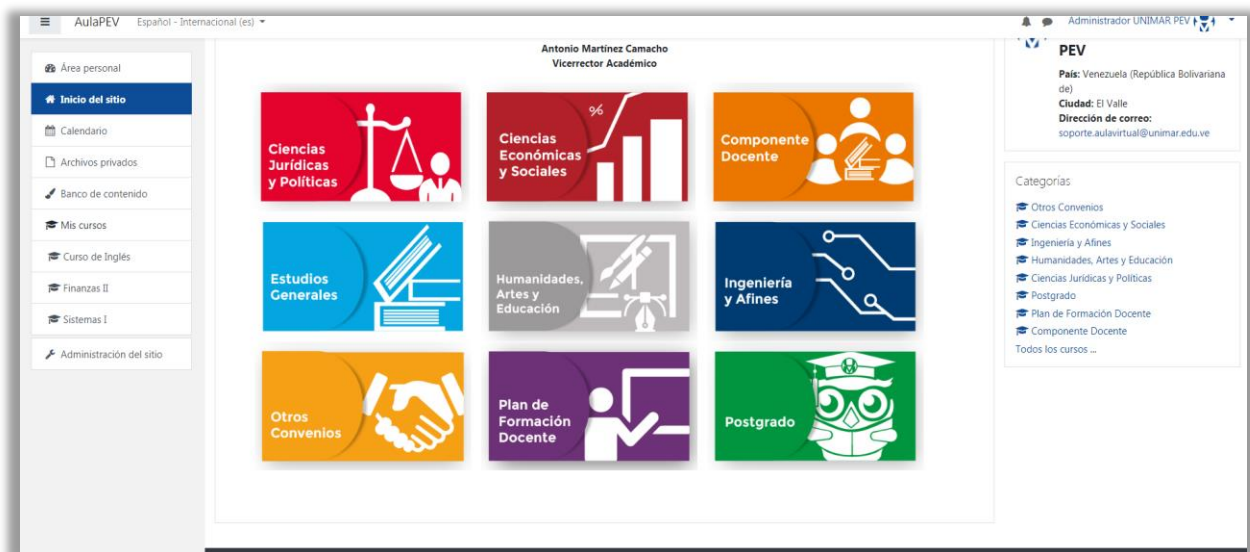 AulaPEV
Español - Internacional (es)
Administrador UNIMAR PEV
Área personal
Inicio del sitio
Calendario
Archivos privados
Banco de contenido
Mis cursos
Curso de Inglés
Finanzas II
Sistemas I
Administración del sitio
Antonio Martínez Camacho
Vicerrector Académico
Ciencias
Jurídicas
y Políticas
%
Ciencias
Económicas
y Sociales
Componente
Docente
Estudios
Generales
Humanidades,
Artes y
Educación
Ingeniería
y Afines
Otros
Convenios
Plan de
Formación
Docente
Postgrado
PEV
País: Venezuela (República Bolivariana
de)
Ciudad: El Valle
Dirección de correo:
soporte.aulavirtual@unimar.edu.ve
Categorías
Otros Convenios
Ciencias Económicas y Sociales
Ingeniería y Afines
Humanidades, Artes y Educación
Ciencias Jurídicas y Políticas
Postgrado
Plan de Formación Docente
Componente Docente
Todos los cursos ...